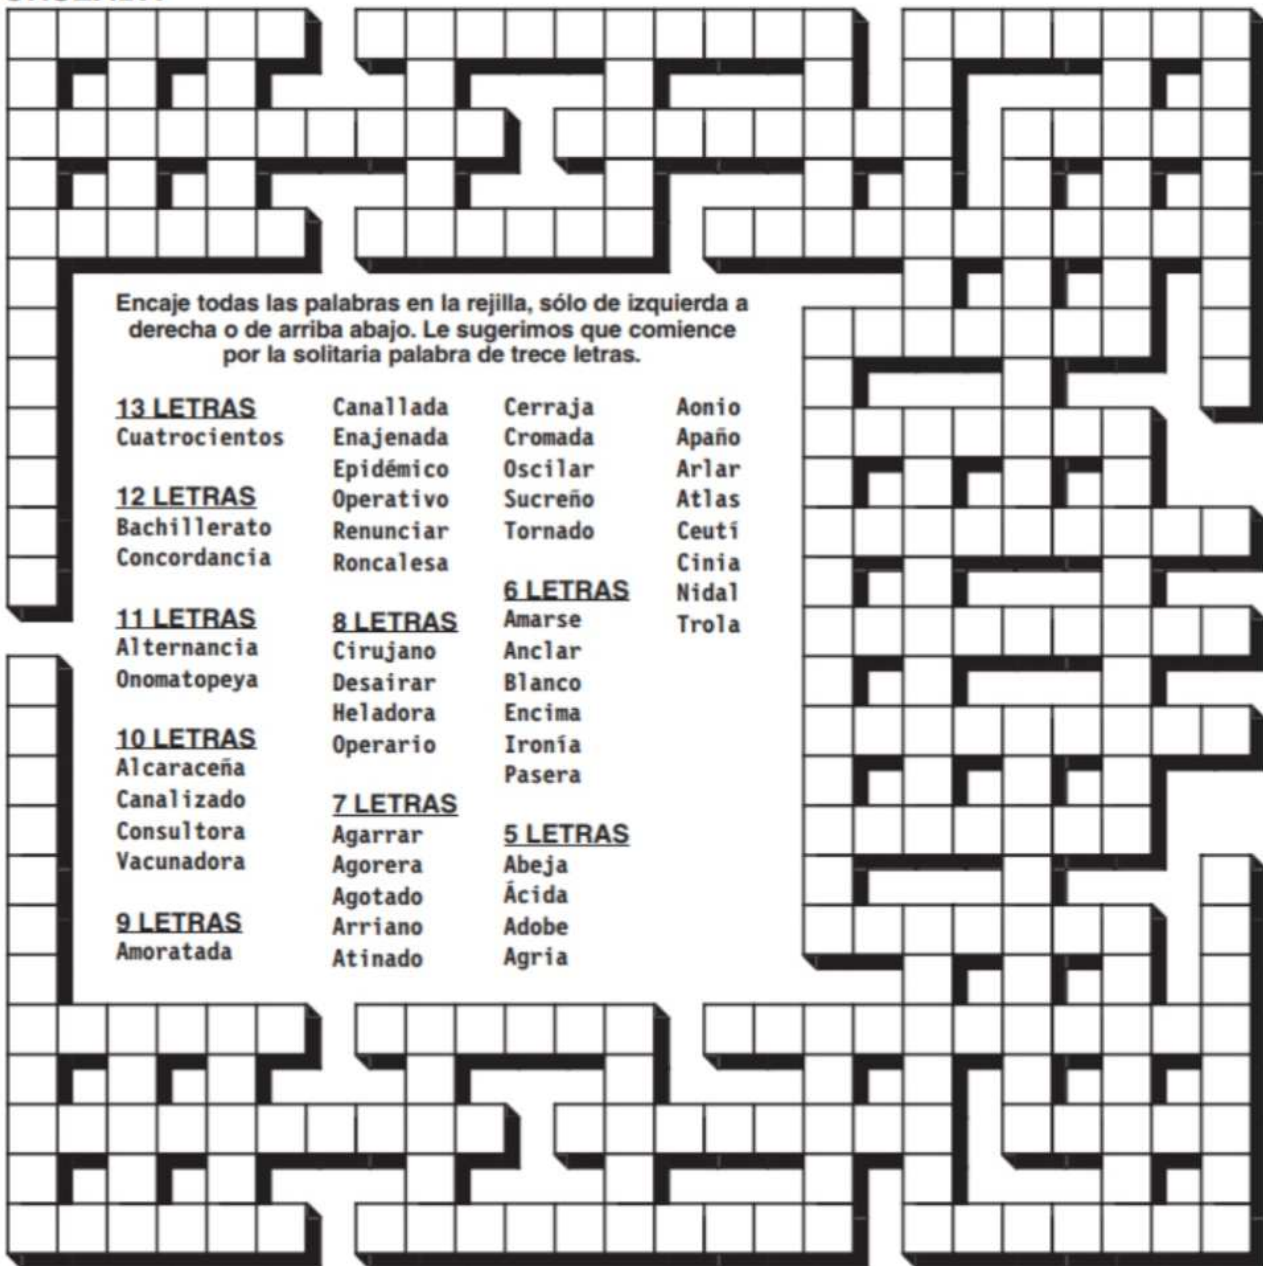 Encaje todas las palabras en la rejilla, sólo de izquierda a
derecha o de arriba abajo. Le sugerimos que comience
por la solitaria palabra de trece letras.
13 LETRAS
Cuatrocientos
12 LETRAS
Bachillerato
Concordancia
11 LETRAS
Alternancia
Onomatopeya
10 LETRAS
Alcaraceña
Canalizado
Consultora
Vacunadora
9 LETRAS
Amoratada
Canallada
Enajenada
Epidémico
Operativo
Renunciar
Roncalesa
8 LETRAS
Cirujano
Desairar
Heladora
Operario
7 LETRAS
Agarrar
Agorera
Agotado
Arriano
Atinado
Cerraja
Cromada
Oscilar
Sucreño
Tornado
6 LETRAS
Amarse
Anclar
Blanco
Encima
Ironía
Pasera
5 LETRAS
Abeja
Ácida
Adobe
Agria
Aonio
Apaño
Arlar
Atlas
Ceutí
Cinia
Nidal
Trola